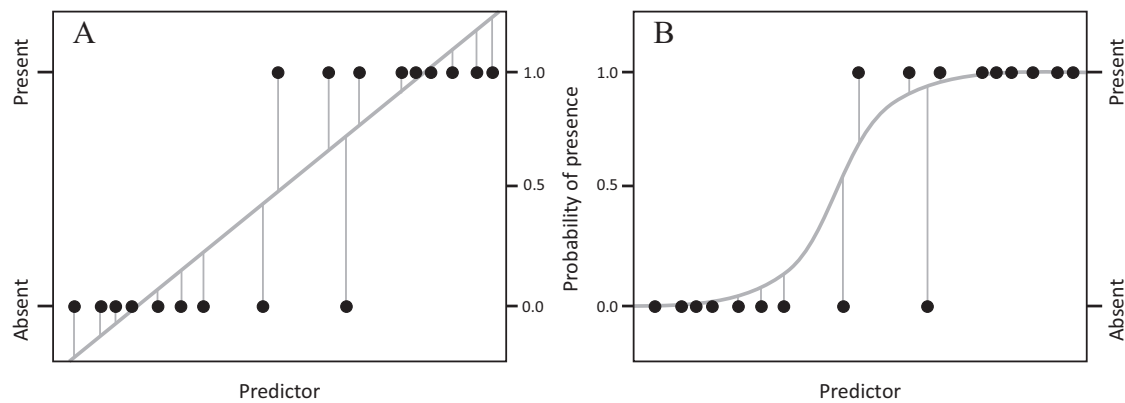 A
Present
Absent
1.0
0.5
0.0
Predictor
B
Probability of presence
1.0
0.5
0.0
Present
Absent
Predictor